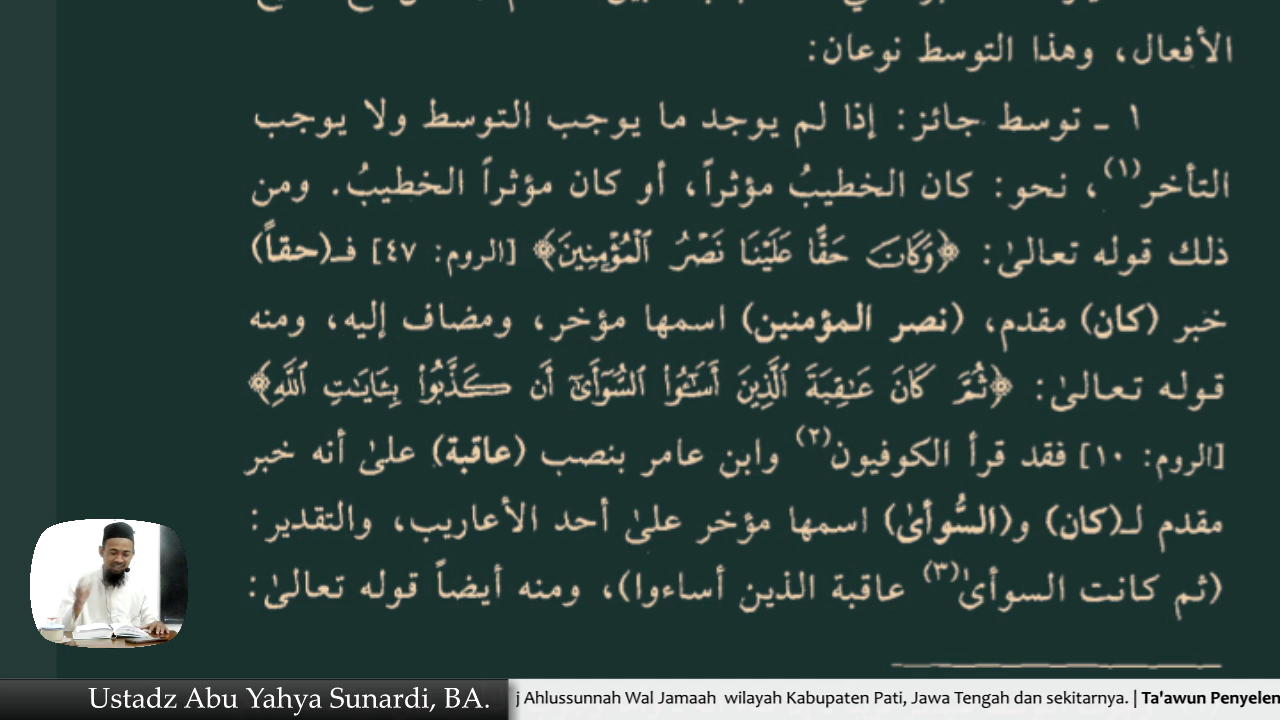 الأفعال، وهذا التوسط نوعان:
١ ـ توسط جائز: إذا لم يوجد ما يوجب التوسط ولا يوجب
التأخر(١)، نحو: كان الخطيبُ مؤثراً، أو كان مؤثراً الخطيبُ. ومن
ذلك قوله تعالىٰ: ﴿وَكَانَ حَقًّا عَلَيْنَا نَصْرُ ٱلْمُؤْمِنِينَ﴾ [الروم: ٤٧] فـ(حقاً)
خبر (كان) مقدم، (نصر المؤمنين) اسمها مؤخر، ومضاف إليه، ومنه
قوله تعالىٰ: ﴿ثُمَّ كَانَ عَٰقِبَةَ ٱلَّذِينَ أَسَٰٓـُٔوا۟ ٱلسُّوٓأَىٰٓ أَن كَذَّبُوا۟ بِـَٔايَٰتِ ٱللَّهِ﴾
[الروم: ١٠] فقد قرأ الكوفيون(٢) وابن عامر بنصب (عاقبة) علىٰ أنه خبر
مقدم لـ(كان) و(السُّوأىٰ) اسمها مؤخر علىٰ أحد الأعاريب، والتقدير:
(ثم كانت السوأىٰ(٣) عاقبة الذين أساءوا)، ومنه أيضاً قوله تعالىٰ:
Ustadz Abu Yahya Sunardi, BA.
Ahlussunnah Wal Jamaah wilayah Kabupaten Pati, Jawa Tengah dan sekitarnya. | Ta'awun